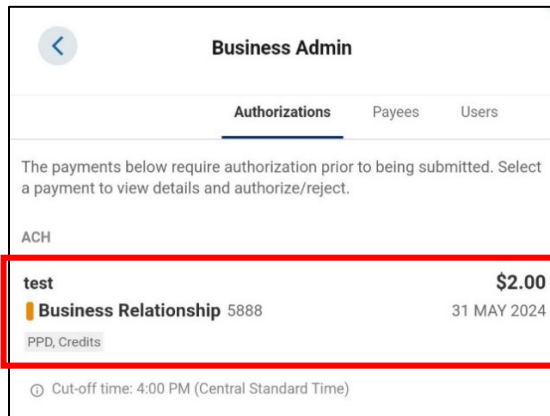 Business Admin
Authorizations Payees Users
The payments below require authorization prior to being submitted. Select
a payment to view details and authorize/reject.
ACH
test $2.00
Business Relationship 5888 31 MAY 2024
PPD, Credits
Cut-off time: 4:00 PM (Central Standard Time)